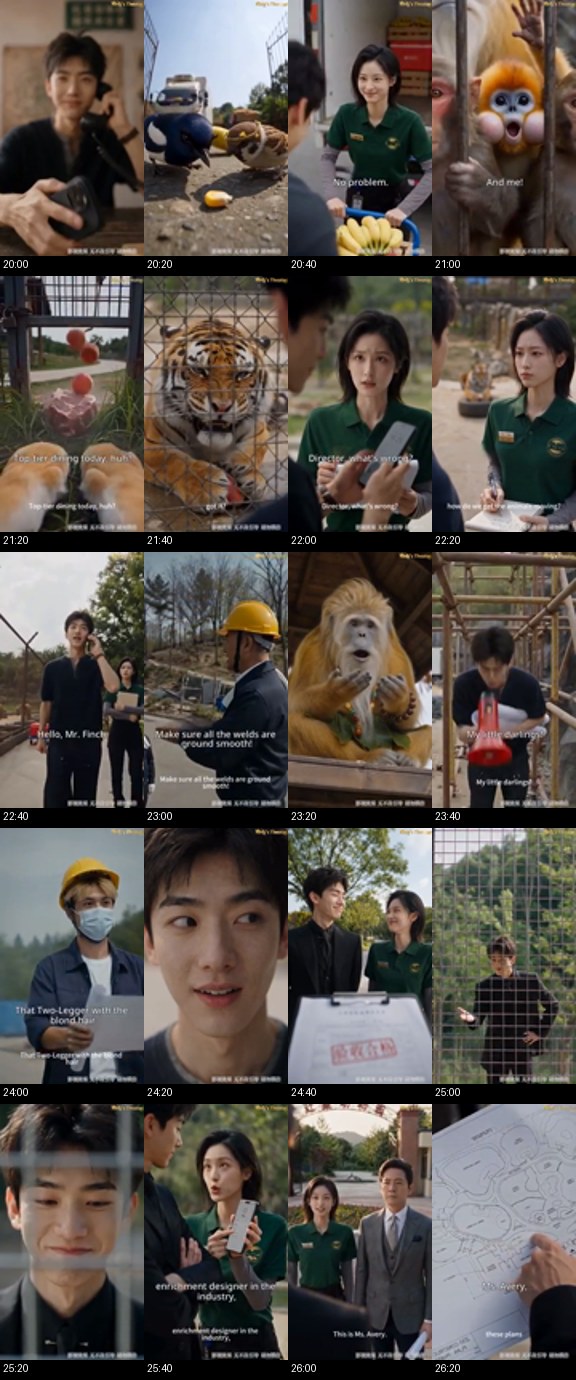 20:00
20:20
No problem.
20:40
And me!
21:00
Top tier dining today, huh?
Top tier dining today, huh?
21:20
got it?
21:40
Director, what's wrong?
Director, what's wrong?
22:00
how do we get the animals moving?
22:20
Hello, Mr. Finch
22:40
Make sure all the welds are
ground smooth!
Make sure all the welds are ground
smooth!
23:00
23:20
My little darlings!
My little darlings!
23:40
That Two-Legger with the
blond hair
That Two-Legger with the blond
hair
24:00
24:20
验收合格
24:40
25:00
25:20
enrichment designer in the
industry,
enrichment designer in the
industry,
25:40
This is Ms. Avery.
26:00
Ms. Avery,
these plans
26:20